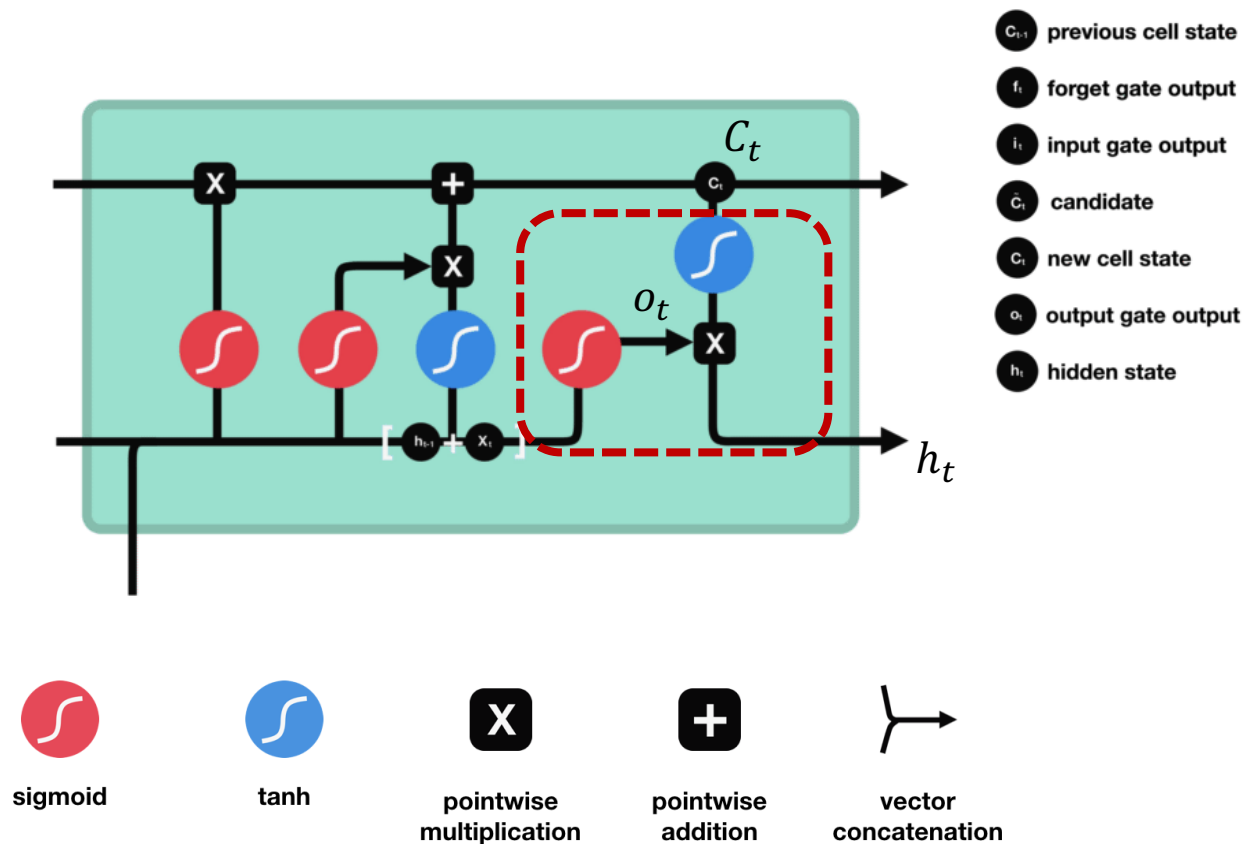 C_{t-1} previous cell state
f_t forget gate output
i_t input gate output
C̃_t candidate
C_t new cell state
o_t output gate output
h_t hidden state
C_t
X + C_t
X
o_t
X
[ h_{t-1} + X_t ]
h_t
X +
sigmoid tanh pointwise multiplication pointwise addition vector concatenation